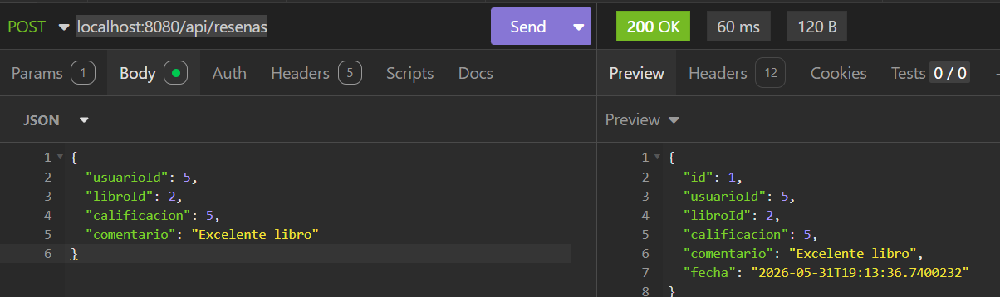 POST localhost:8080/api/resenas Send 200 OK 60 ms 120 B
Params 1 Body Auth Headers 5 Scripts Docs Preview Headers 12 Cookies Tests 0 / 0
JSON Preview
1 {
2 "usuarioId": 5,
3 "libroId": 2,
4 "calificacion": 5,
5 "comentario": "Excelente libro"
6 }
1 {
2 "id": 1,
3 "usuarioId": 5,
4 "libroId": 2,
5 "calificacion": 5,
6 "comentario": "Excelente libro",
7 "fecha": "2026-05-31T19:13:36.7400232"
8 }